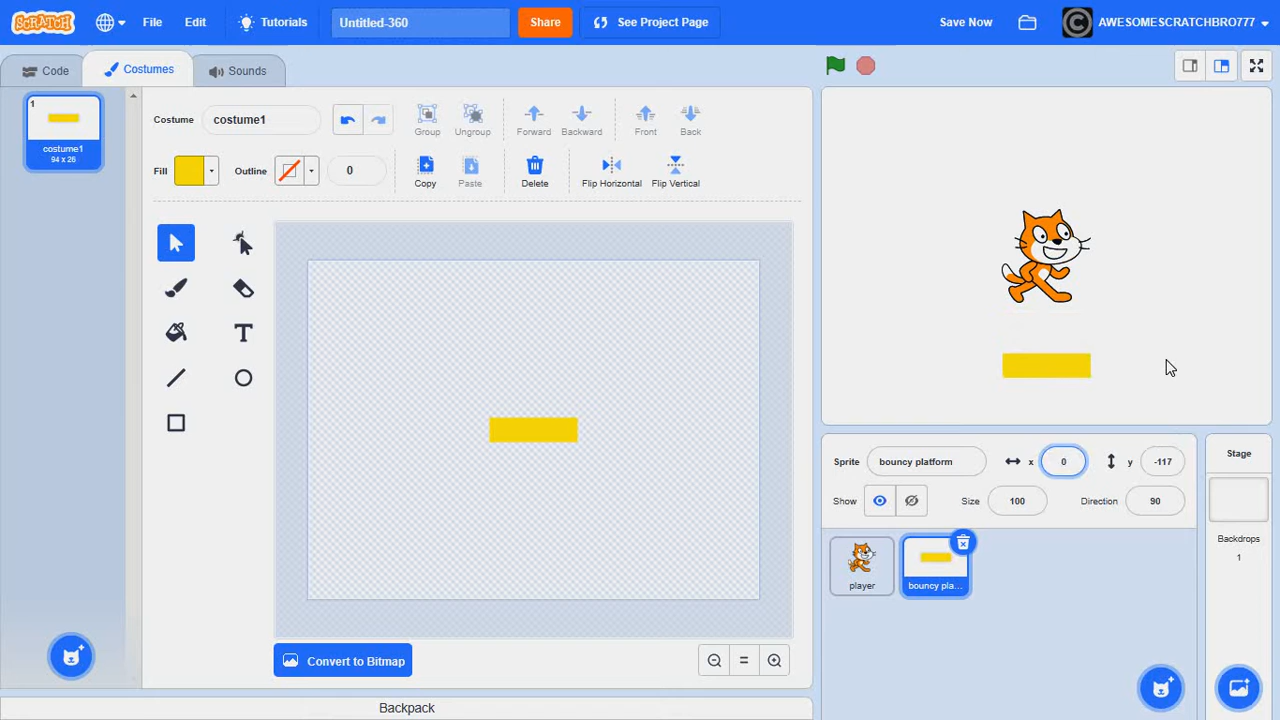 SCRATCH File Edit Tutorials Untitled-360 Share See Project Page Save Now AWESOMESCRATCHBRO777
Code Costumes Sounds
1
costume1
94 x 26
Costume costume1 Group Ungroup Forward Backward Front Back
Fill Outline 0 Copy Paste Delete Flip Horizontal Flip Vertical
Convert to Bitmap
Backpack
Sprite bouncy platform x 0 y -117
Show Size 100 Direction 90
player
bouncy pla...
Stage
Backdrops
1